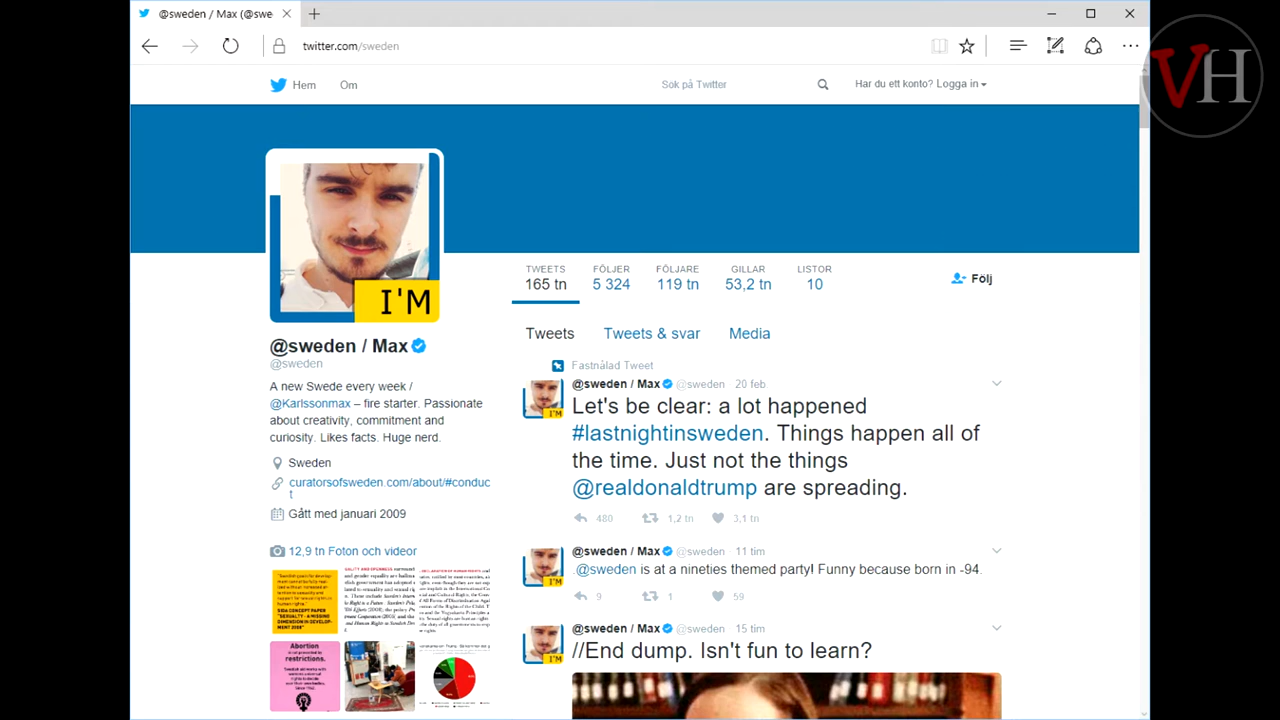 @sweden / Max (@swe
twitter.com/sweden
VH
Hem
Om
Sök på Twitter
Har du ett konto? Logga in
I'M
TWEETS
165 tn
FÖLJER
5 324
FÖLJARE
119 tn
GILLAR
53,2 tn
LISTOR
10
Följ
@sweden / Max
@sweden
A new Swede every week /
@Karlssonmax – fire starter. Passionate
about creativity, commitment and
curiosity. Likes facts. Huge nerd.
Sweden
curatorsofsweden.com/about/#conduc
t
Gått med januari 2009
12,9 tn Foton och videor
Abortion
is not prevented by
restrictions.
Tweets
Tweets & svar
Media
Fastnålad Tweet
@sweden / Max @sweden · 20 feb.
Let's be clear: a lot happened
#lastnightinsweden. Things happen all of
the time. Just not the things
@realdonaldtrump are spreading.
480
1,2 tn
3,1 tn
I'M
@sweden / Max @sweden · 11 tim
.@sweden is at a nineties themed party! Funny because born in -94.
9
1
59
I'M
@sweden / Max @sweden · 15 tim
//End dump. Isn't fun to learn?
I'M